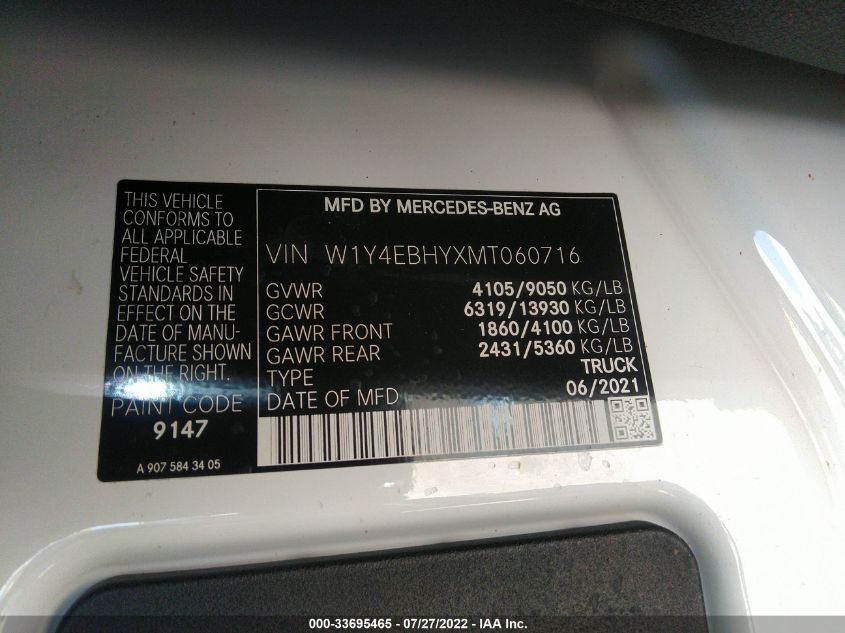 THIS VEHICLE
CONFORMS TO
ALL APPLICABLE
FEDERAL
VEHICLE SAFETY
STANDARDS IN
EFFECT ON THE
DATE OF MANU-
FACTURE SHOWN
ON THE RIGHT.
PAINT CODE
9147
A 907 584 34 05
MFD BY MERCEDES-BENZ AG
VIN W1Y4EBHYXMT060716
GVWR 4105/9050 KG/LB
GCWR 6319/13930 KG/LB
GAWR FRONT 1860/4100 KG/LB
GAWR REAR 2431/5360 KG/LB
TYPE TRUCK
DATE OF MFD 06/2021
000-33695465 / 07/27/2022 - IAA Inc.